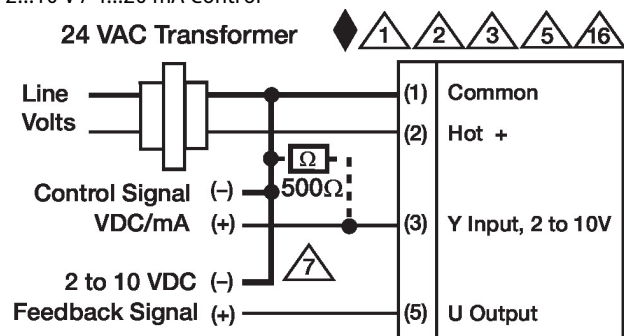 2...10 V / 4...20 mA Control
24 VAC Transformer 1 2 3 5 16
Line Volts
(1) Common
(2) Hot +
Ω
500Ω
Control Signal (–)
VDC/mA (+)
(3) Y Input, 2 to 10V
7
2 to 10 VDC (–)
Feedback Signal (+)
(5) U Output